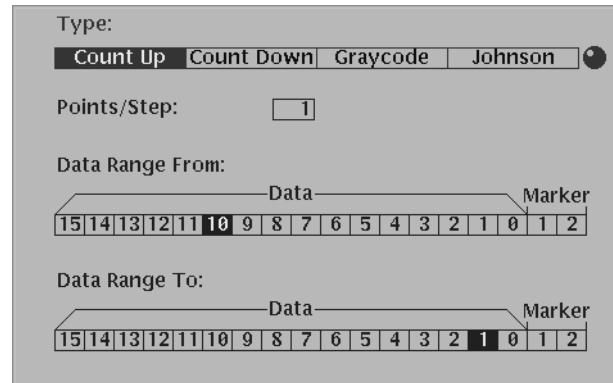 Type:
Count Up Count Down Graycode Johnson
Points/Step: 1
Data Range From:
Data Marker
15 14 13 12 11 10 9 8 7 6 5 4 3 2 1 0 1 2
Data Range To:
Data Marker
15 14 13 12 11 10 9 8 7 6 5 4 3 2 1 0 1 2